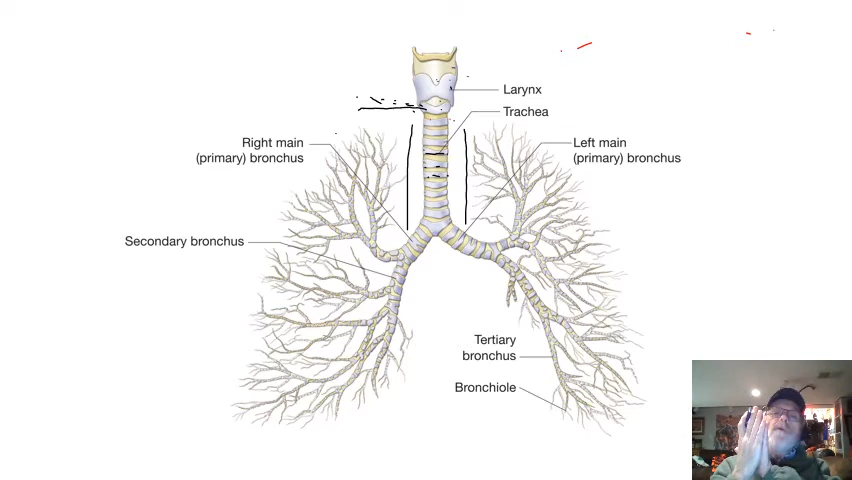 Larynx
Trachea
Right main
(primary) bronchus
Left main
(primary) bronchus
Secondary bronchus
Tertiary
bronchus
Bronchiole